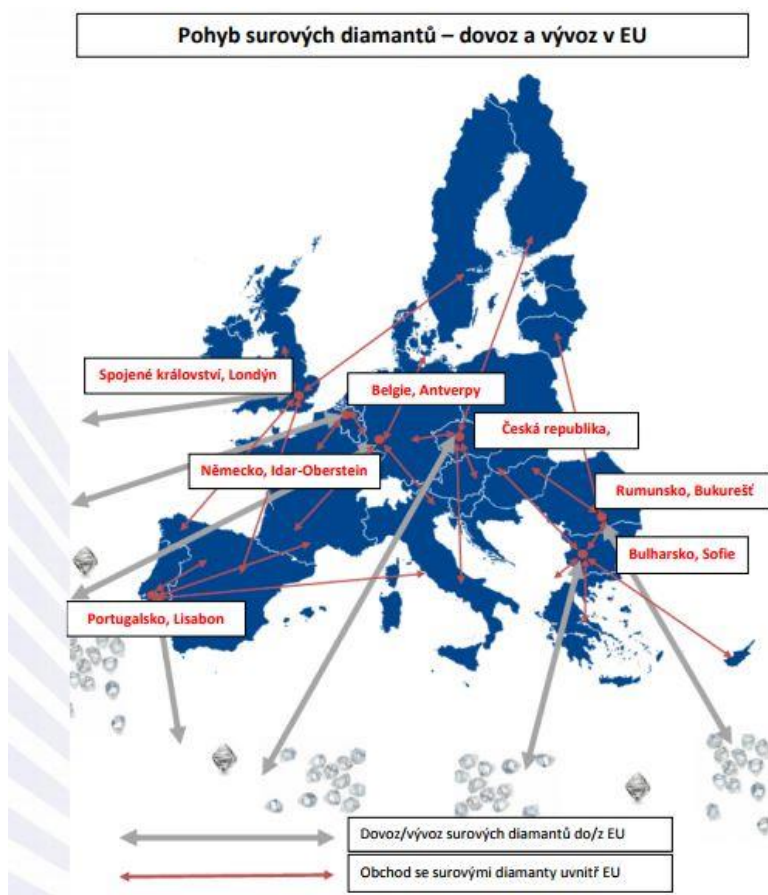 Pohyb surových diamantů – dovoz a vývoz v EU
Spojené království, Londýn
Belgie, Antverpy
Česká republika,
Německo, Idar-Oberstein
Rumunsko, Bukurešť
Bulharsko, Sofie
Portugalsko, Lisabon
Dovoz/vývoz surových diamantů do/z EU
Obchod se surovými diamanty uvnitř EU